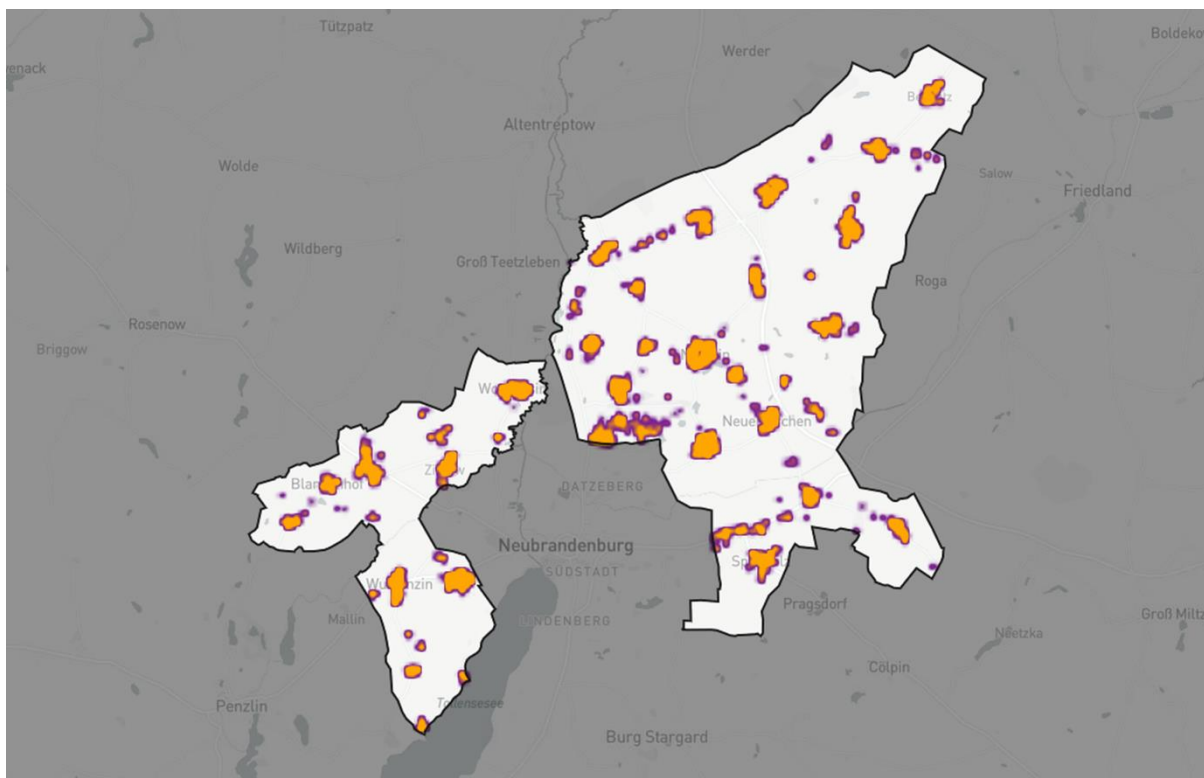 Tützpatz
Werder
Boldeko
venack
Altentreptow
Wolde
Salow
Friedland
Wildberg
Groß Teetzleben
Roga
Rosenow
Briggow
DATZEBERG
Neubrandenburg
SÜDSTADT
Pragsdorf
Mallin
Neetzka
Groß Miltz
Cölpin
Penzlin
Tollensesee
Burg Stargard